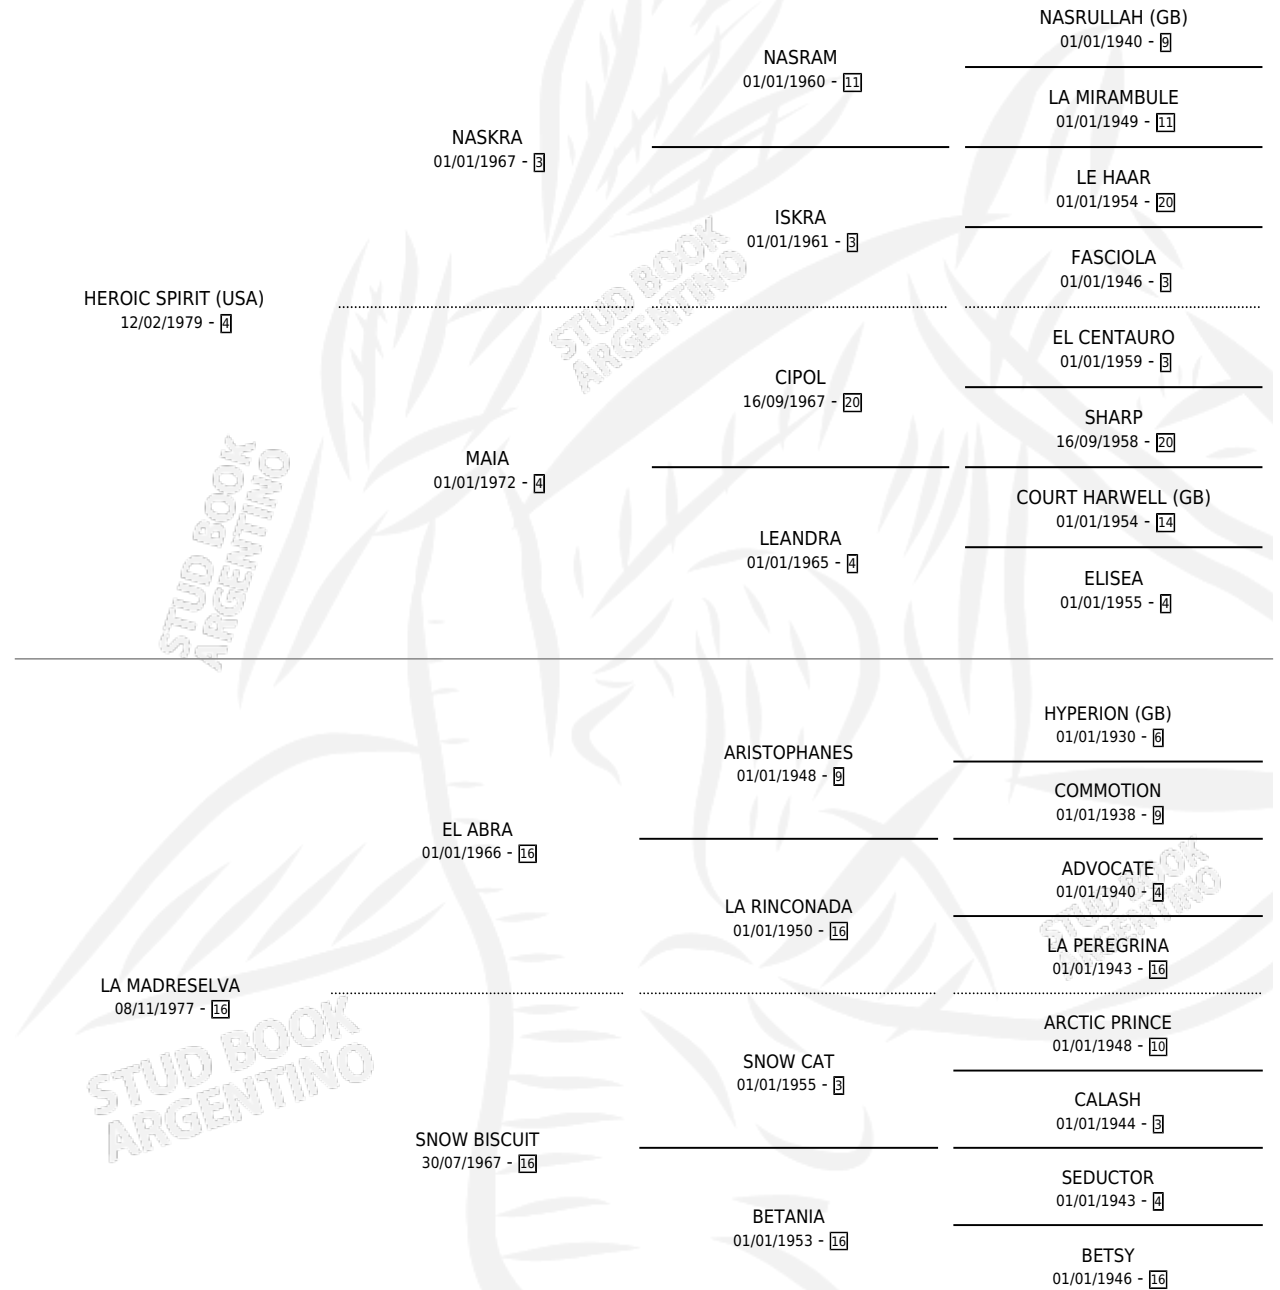 NASRULLAH (GB)
01/01/1940 - 9
NASRAM
01/01/1960 - 11
LA MIRAMBULE
01/01/1949 - 11
NASKRA
01/01/1967 - 3
LE HAAR
01/01/1954 - 20
ISKRA
01/01/1961 - 3
FASCIOLA
01/01/1946 - 3
HEROIC SPIRIT (USA)
12/02/1979 - 4
EL CENTAURO
01/01/1959 - 3
CIPOL
16/09/1967 - 20
SHARP
16/09/1958 - 20
MAIA
01/01/1972 - 4
COURT HARWELL (GB)
01/01/1954 - 14
LEANDRA
01/01/1965 - 4
ELISEA
01/01/1955 - 4
STUD BOOK
ARGENTINO
STUD BOOK
ARGENTINO
HYPERION (GB)
01/01/1930 - 6
ARISTOPHANES
01/01/1948 - 9
COMMOTION
01/01/1938 - 9
EL ABRA
01/01/1966 - 16
ADVOCATE
01/01/1940 - 4
LA RINCONADA
01/01/1950 - 16
LA PEREGRINA
01/01/1943 - 16
LA MADRESELVA
08/11/1977 - 16
ARCTIC PRINCE
01/01/1948 - 10
SNOW CAT
01/01/1955 - 3
CALASH
01/01/1944 - 3
SNOW BISCUIT
30/07/1967 - 16
SEDUCTOR
01/01/1943 - 4
BETANIA
01/01/1953 - 16
BETSY
01/01/1946 - 16
STUD BOOK
ARGENTINO
STUD BOOK
ARGENTINO